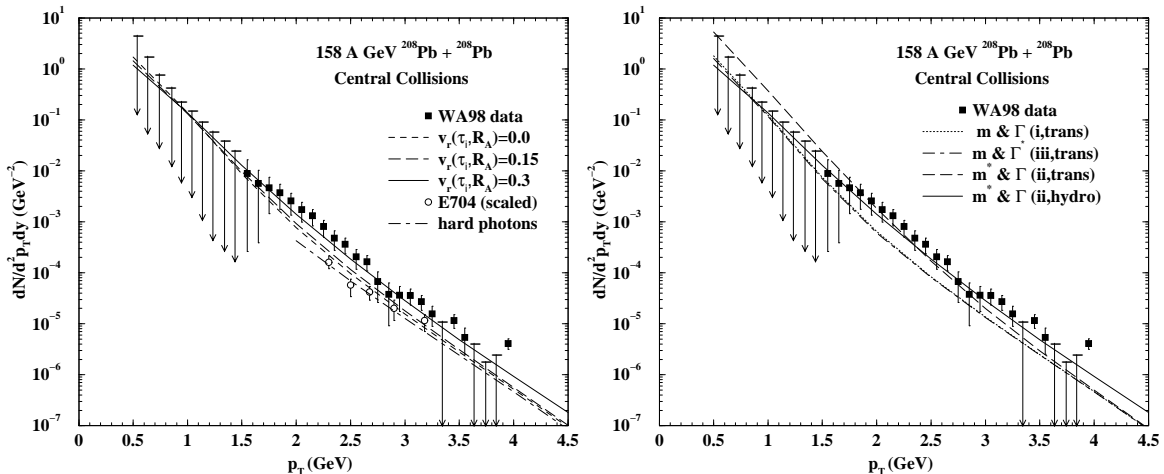 10^1
10^0
10^-1
10^-2
10^-3
10^-4
10^-5
10^-6
10^-7
dN/d^2p_Tdy (GeV^-2)
158 A GeV ^208Pb + ^208Pb
Central Collisions
WA98 data
v_r(τ_i,R_A)=0.0
v_r(τ_i,R_A)=0.15
v_r(τ_i,R_A)=0.3
E704 (scaled)
hard photons
0 0.5 1 1.5 2 2.5 3 3.5 4 4.5
p_T (GeV)
10^1
10^0
10^-1
10^-2
10^-3
10^-4
10^-5
10^-6
10^-7
dN/d^2p_Tdy (GeV^-2)
158 A GeV ^208Pb + ^208Pb
Central Collisions
WA98 data
m & Γ (i,trans)
m & Γ^* (iii,trans)
m^* & Γ (ii,trans)
m^* & Γ (ii,hydro)
0 0.5 1 1.5 2 2.5 3 3.5 4 4.5
p_T (GeV)